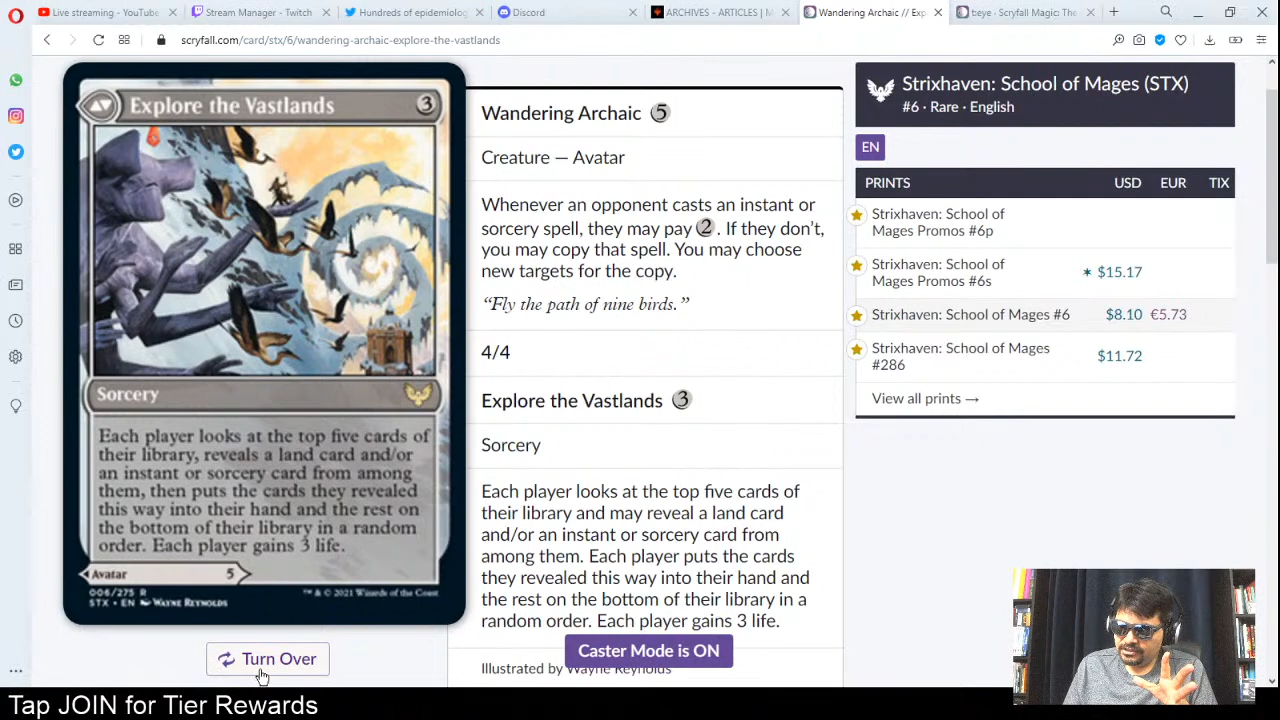 Live streaming - YouTube
Stream Manager - Twitch
Hundreds of epidemiolog
Discord
ARCHIVES - ARTICLES | M
Wandering Archaic // Exp
t:eye - Scryfall Magic: The
scryfall.com/card/stx/6/wandering-archaic-explore-the-vastlands
Explore the Vastlands 3
Sorcery
Each player looks at the top five cards of
their library, reveals a land card and/or
an instant or sorcery card from among
them, then puts the cards they revealed
this way into their hand and the rest on
the bottom of their library in a random
order. Each player gains 3 life.
Avatar 5
006/275 R
STX • EN Wayne Reynolds
™ & © 2021 Wizards of the Coast
Turn Over
Wandering Archaic 5
Creature — Avatar
Whenever an opponent casts an instant or
sorcery spell, they may pay 2. If they don’t,
you may copy that spell. You may choose
new targets for the copy.
“Fly the path of nine birds.”
4/4
Explore the Vastlands 3
Sorcery
Each player looks at the top five cards of
their library and may reveal a land card
and/or an instant or sorcery card from
among them. Each player puts the cards
they revealed this way into their hand and
the rest on the bottom of their library in a
random order. Each player gains 3 life.
Caster Mode is ON
Illustrated by Wayne Reynolds
Strixhaven: School of Mages (STX)
#6 · Rare · English
EN
PRINTS USD EUR TIX
Strixhaven: School of
Mages Promos #6p
Strixhaven: School of
Mages Promos #6s
$15.17
Strixhaven: School of Mages #6 $8.10 €5.73
Strixhaven: School of Mages
#286
$11.72
View all prints →
Tap JOIN for Tier Rewards